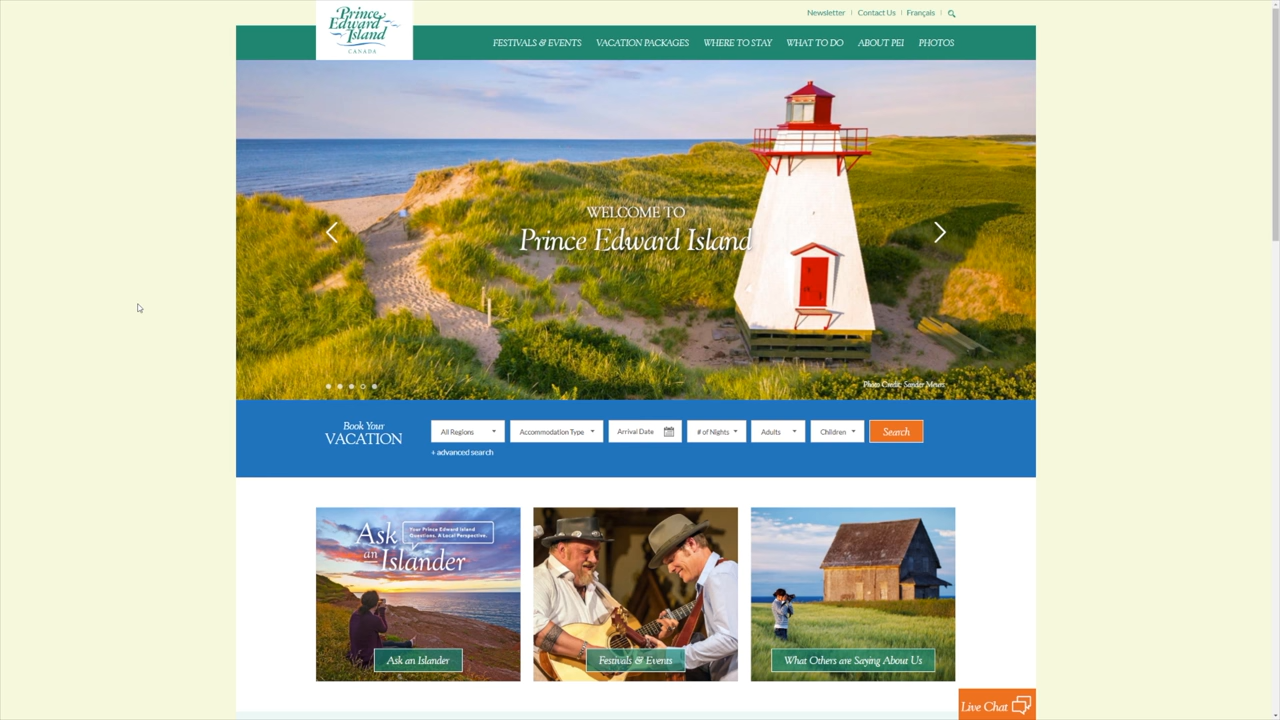 Prince
Edward
Island
CANADA
Newsletter
Contact Us
Français
FESTIVALS & EVENTS
VACATION PACKAGES
WHERE TO STAY
WHAT TO DO
ABOUT PEI
PHOTOS
WELCOME TO
Prince Edward Island
Photo Credit: Sander Meurs
Book Your
VACATION
All Regions
Accommodation Type
Arrival Date
# of Nights
Adults
Children
Search
+ advanced search
Ask
an
Islander
Your Prince Edward Island
Questions. A Local Perspective.
Ask an Islander
Festivals & Events
What Others are Saying About Us
Live Chat